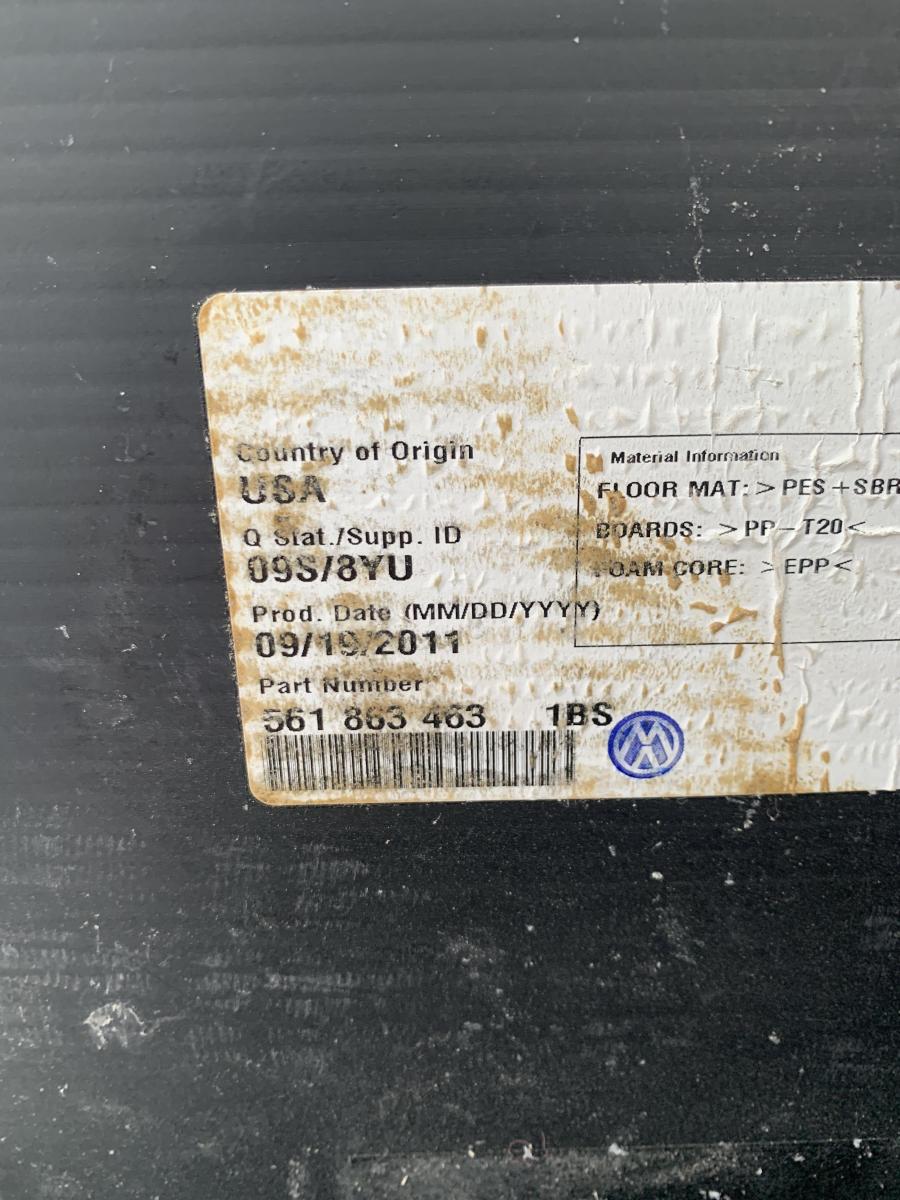 Country of Origin
USA
Q Stat./Supp. ID
09S/8YU
Prod. Date (MM/DD/YYYY)
09/19/2011
Part Number
561 863 463 1BS
Material Information
FLOOR MAT: > PES+SBR
BOARDS: >PP-T20<
FOAM CORE: >EPP<